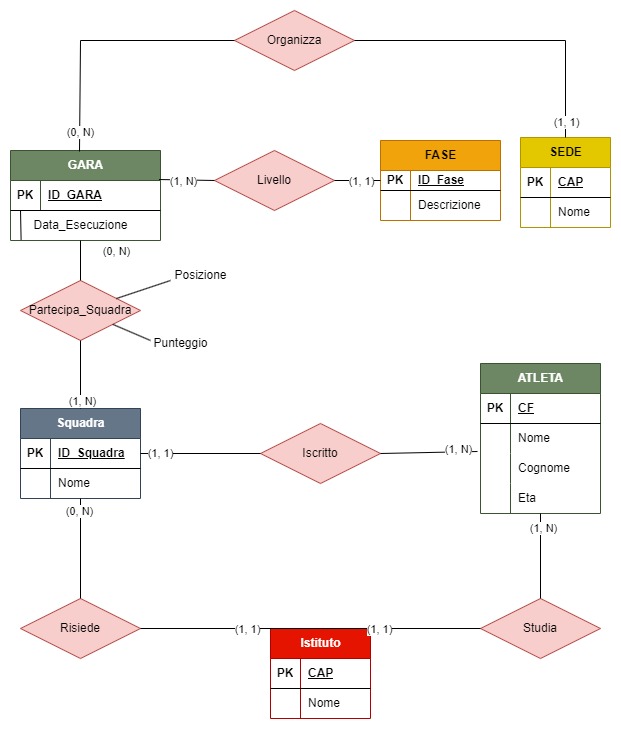 Organizza
(0, N)
(1, 1)
GARA
PK ID_GARA
Data_Esecuzione
(1, N)
Livello
(1, 1)
FASE
PK ID_Fase
Descrizione
SEDE
PK CAP
Nome
(0, N)
Posizione
Partecipa_Squadra
Punteggio
(1, N)
Squadra
PK ID_Squadra
Nome
(1, 1)
Iscritto
(1, N)
ATLETA
PK CF
Nome
Cognome
Eta
(0, N)
(1, N)
Risiede
(1, 1)
(1, 1)
Studia
Istituto
PK CAP
Nome